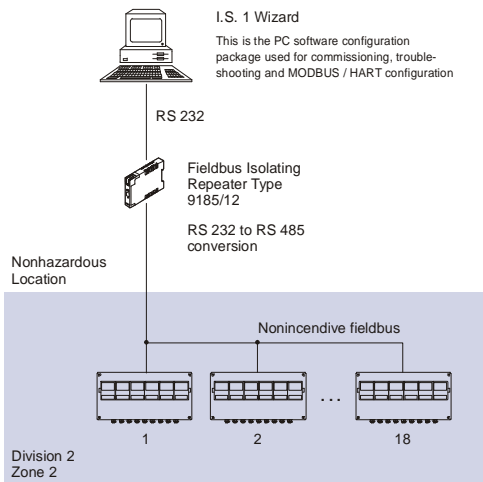 I.S. 1 Wizard
This is the PC software configuration
package used for commissioning, trouble-
shooting and MODBUS / HART configuration
RS 232
Fieldbus Isolating
Repeater Type
9185/12
RS 232 to RS 485
conversion
Nonhazardous
Location
Nonincendive fieldbus
...
1 2 18
Division 2
Zone 2